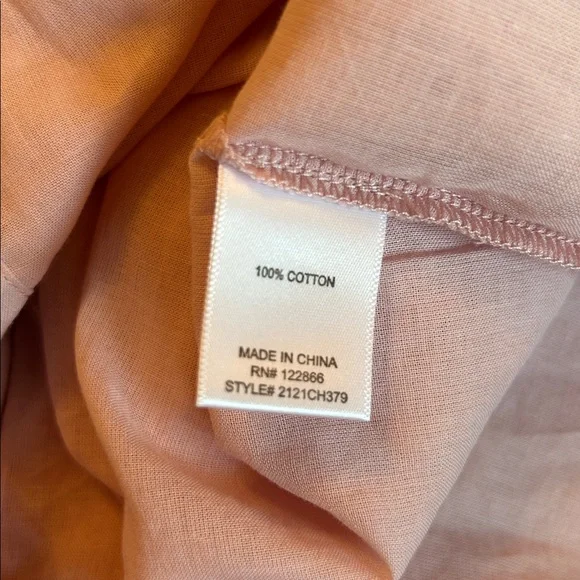 100% COTTON
MADE IN CHINA
RN# 122866
STYLE# 2121CH379